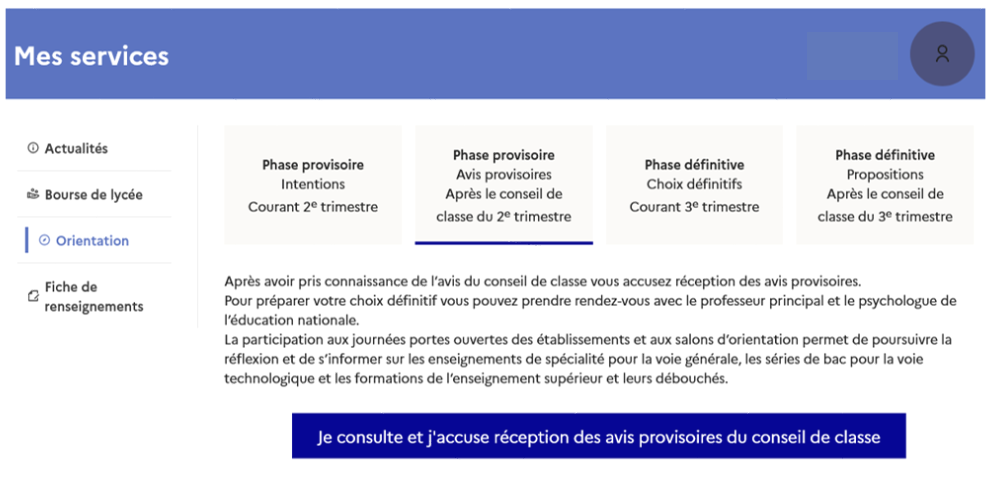 Mes services
Actualités
Bourse de lycée
Orientation
Fiche de
renseignements
Phase provisoire
Intentions
Courant 2e trimestre
Phase provisoire
Avis provisoires
Après le conseil de
classe du 2e trimestre
Phase définitive
Choix définitifs
Courant 3e trimestre
Phase définitive
Propositions
Après le conseil de
classe du 3e trimestre
Après avoir pris connaissance de l'avis du conseil de classe vous accusez réception des avis provisoires.
Pour préparer votre choix définitif vous pouvez prendre rendez-vous avec le professeur principal et le psychologue de
l'éducation nationale.
La participation aux journées portes ouvertes des établissements et aux salons d'orientation permet de poursuivre la
réflexion et de s'informer sur les enseignements de spécialité pour la voie générale, les séries de bac pour la voie
technologique et les formations de l'enseignement supérieur et leurs débouchés.
Je consulte et j'accuse réception des avis provisoires du conseil de classe